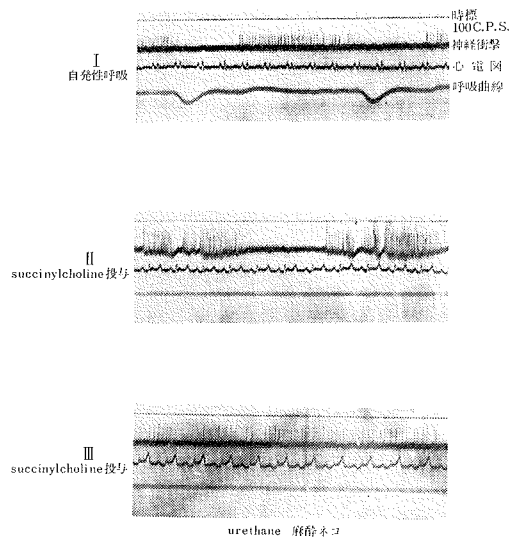 時標
100C.P.S.
神経衝撃
心電図
呼吸曲線
Ⅰ
自発性呼吸
Ⅱ
succinylcholine投与
Ⅲ
succinylcholine投与
urethane 麻酔ネコ